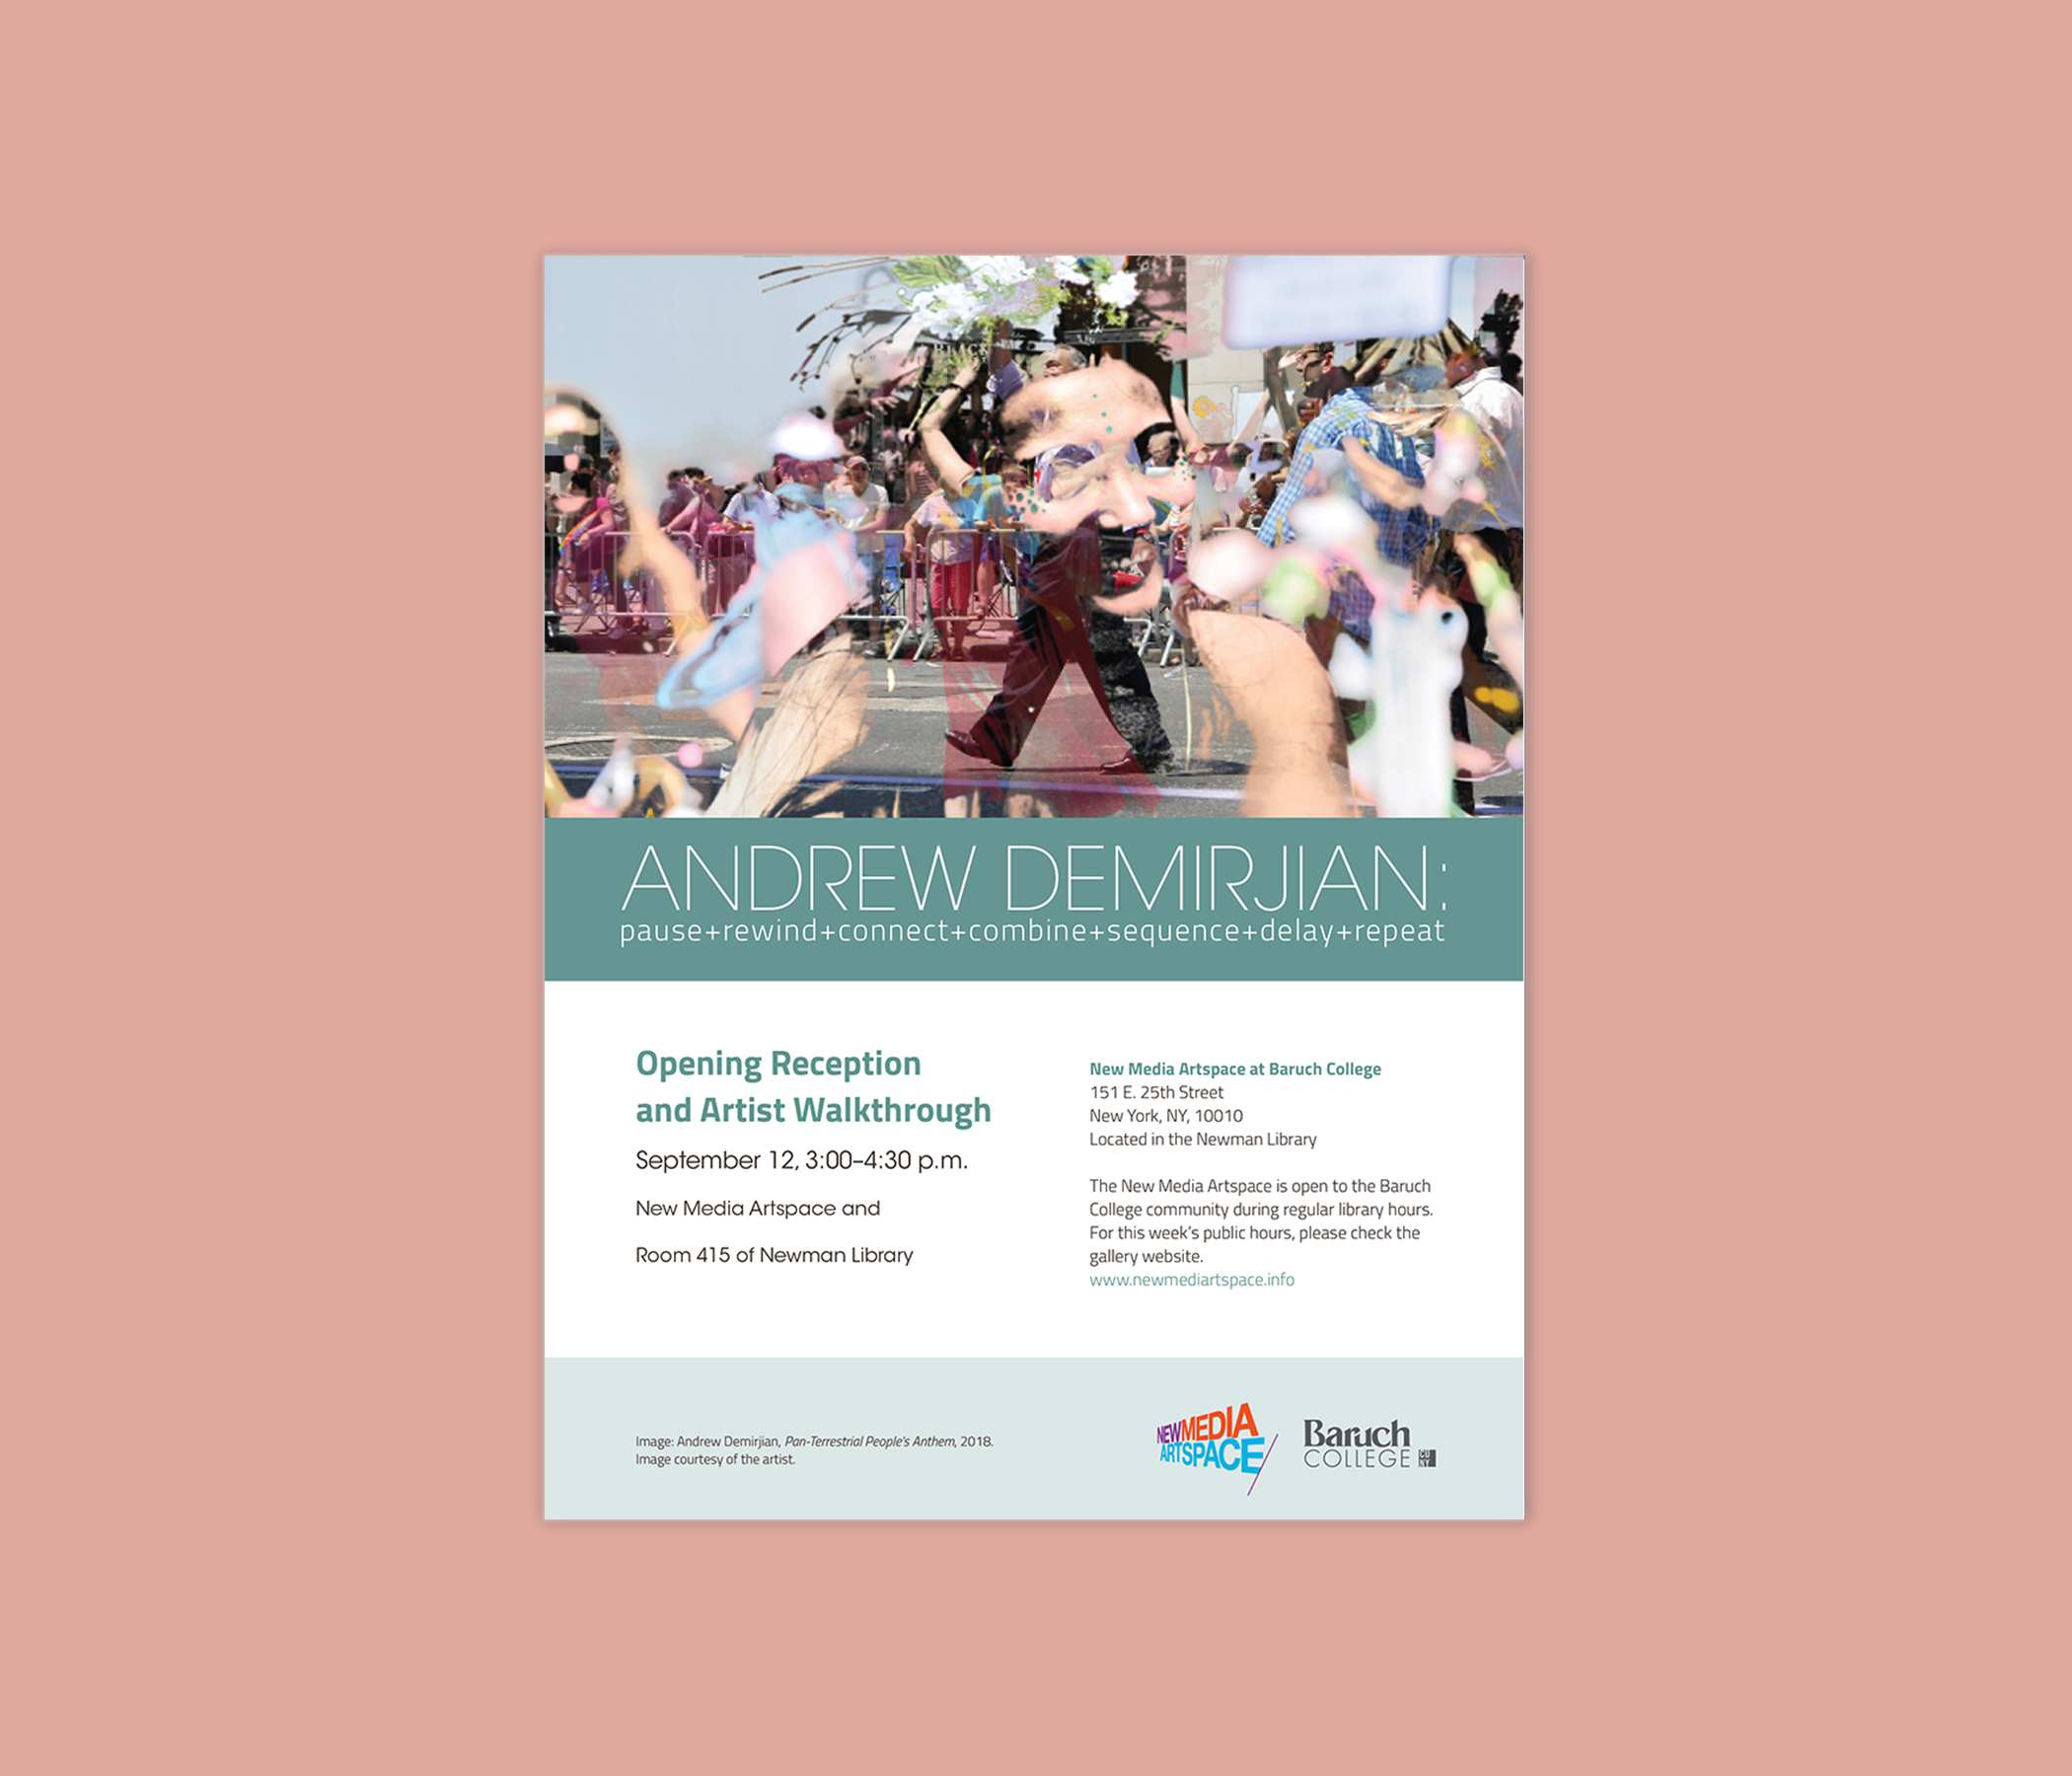 ANDREW DEMIRJIAN:
pause+rewind+connect+combine+sequence+delay+repeat
Opening Reception
and Artist Walkthrough
September 12, 3:00–4:30 p.m.
New Media Artspace and
Room 415 of Newman Library
New Media Artspace at Baruch College
151 E. 25th Street
New York, NY, 10010
Located in the Newman Library
The New Media Artspace is open to the Baruch
College community during regular library hours.
For this week's public hours, please check the
gallery website.
www.newmediartspace.info
Image: Andrew Demirjian, Pan-Terrestrial People's Anthem, 2018.
Image courtesy of the artist.
NEWMEDIA
ARTSPACE
Baruch
COLLEGE